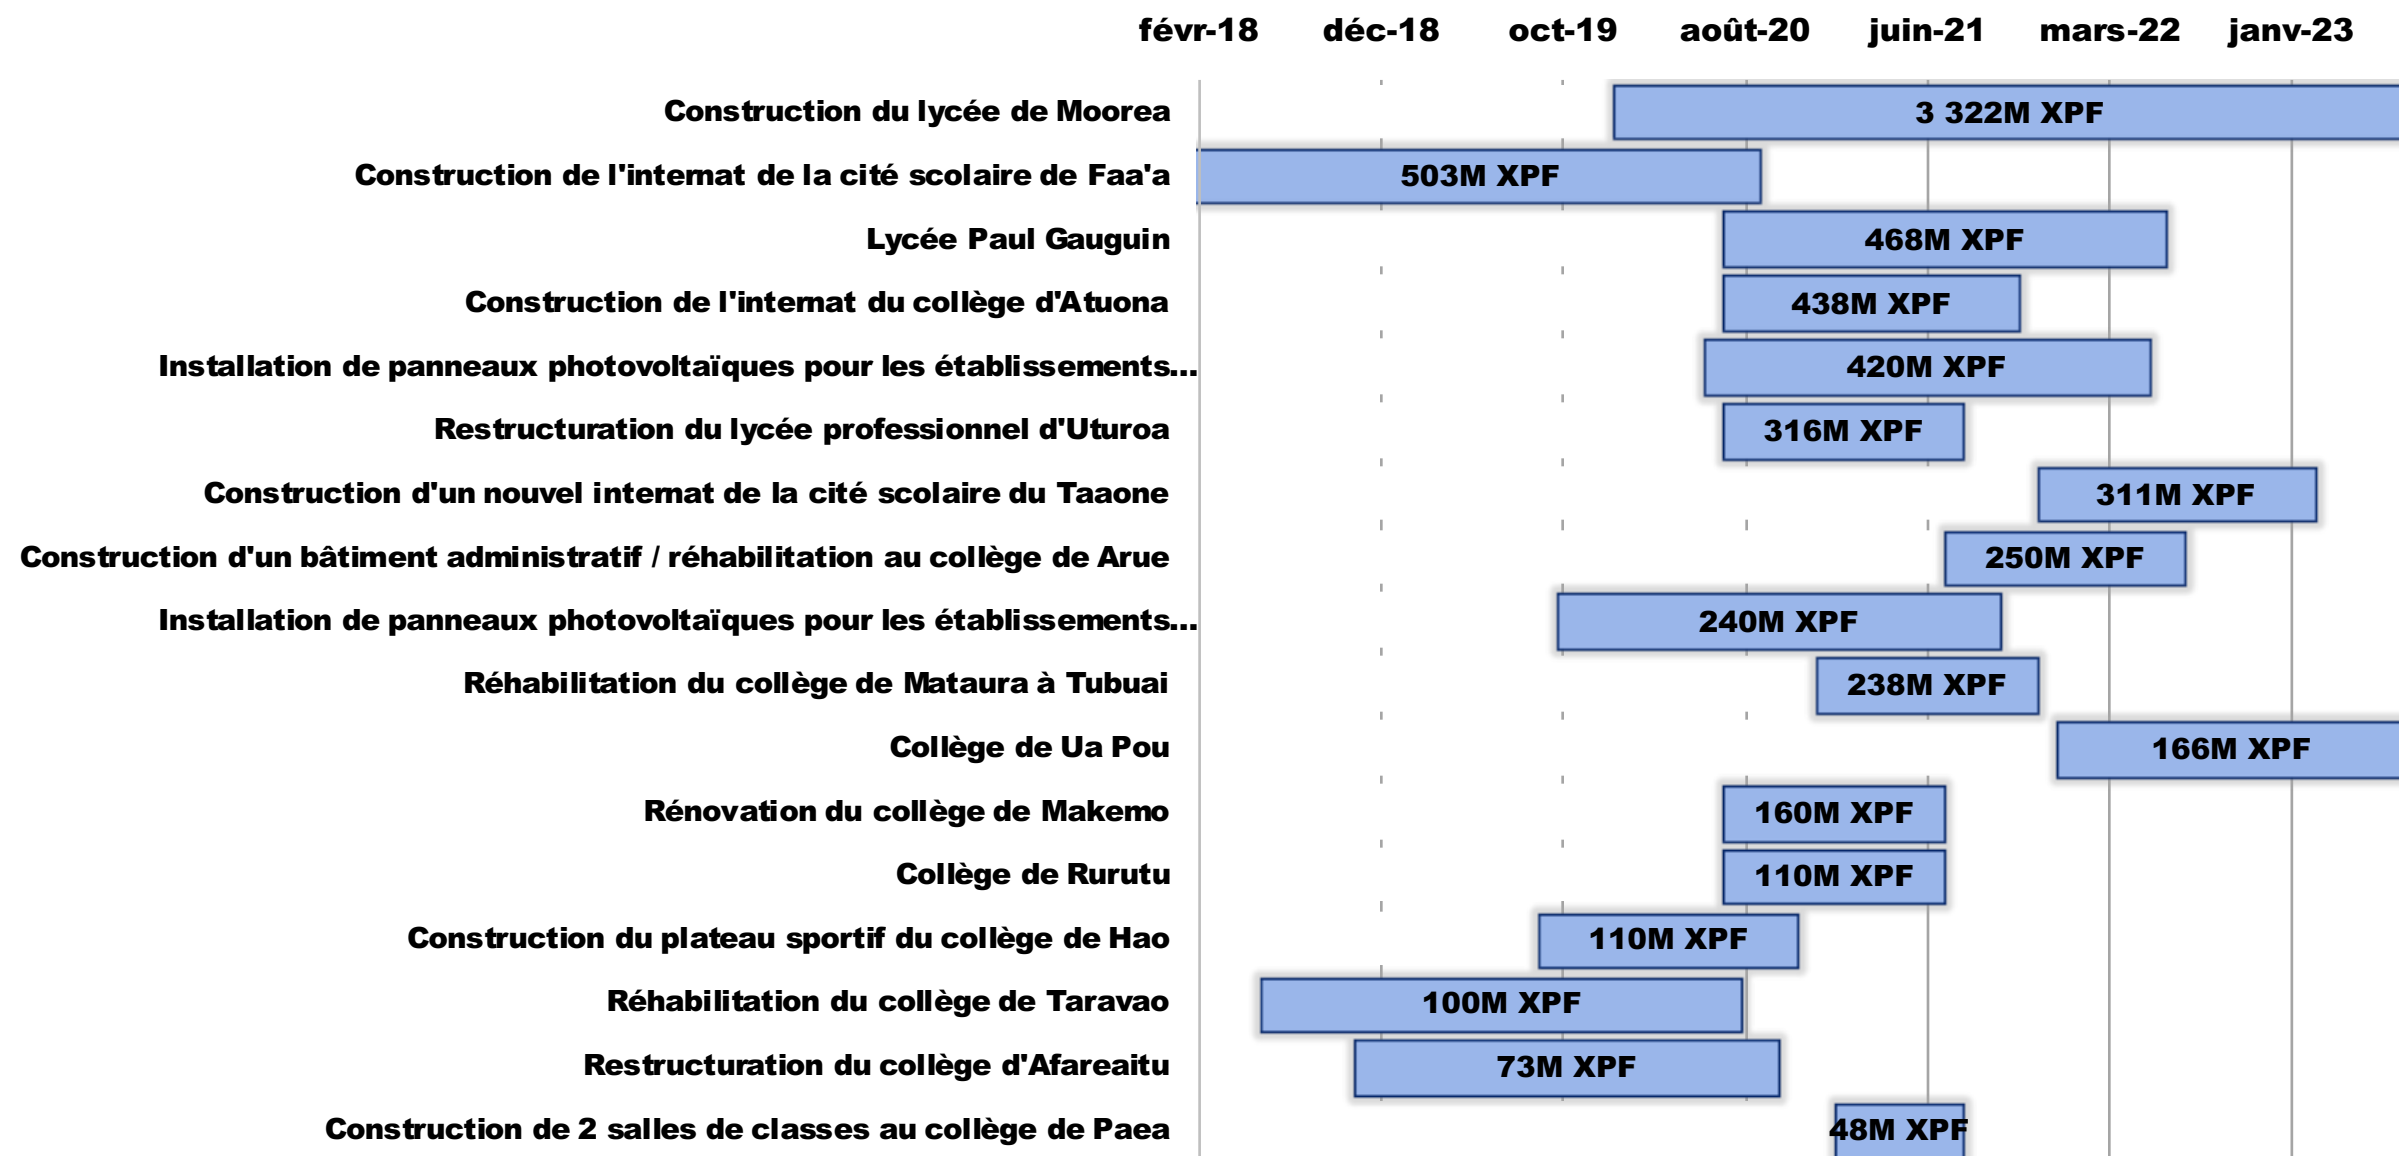 févr-18 déc-18 oct-19 août-20 juin-21 mars-22 janv-23
Construction du lycée de Moorea 3 322M XPF
Construction de l'internat de la cité scolaire de Faa'a 503M XPF
Lycée Paul Gauguin 468M XPF
Construction de l'internat du collège d'Atuona 438M XPF
Installation de panneaux photovoltaïques pour les établissements... 420M XPF
Restructuration du lycée professionnel d'Uturoa 316M XPF
Construction d'un nouvel internat de la cité scolaire du Taaone 311M XPF
Construction d'un bâtiment administratif / réhabilitation au collège de Arue 250M XPF
Installation de panneaux photovoltaïques pour les établissements... 240M XPF
Réhabilitation du collège de Mataura à Tubuai 238M XPF
Collège de Ua Pou 166M XPF
Rénovation du collège de Makemo 160M XPF
Collège de Rurutu 110M XPF
Construction du plateau sportif du collège de Hao 110M XPF
Réhabilitation du collège de Taravao 100M XPF
Restructuration du collège d'Afareaitu 73M XPF
Construction de 2 salles de classes au collège de Paea 48M XPF